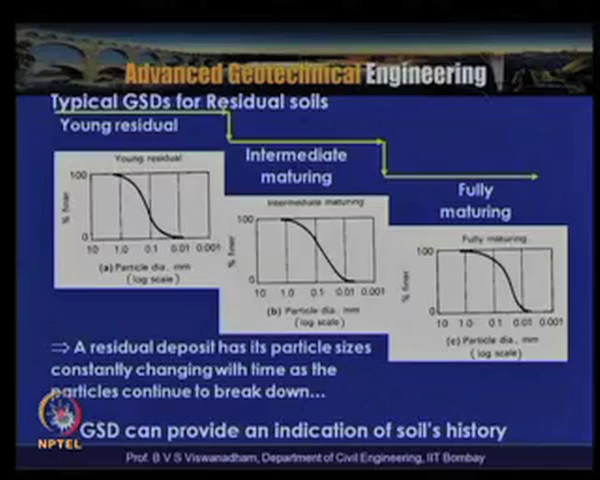 Advanced Geotechnical Engineering
Typical GSDs for Residual soils
Young residual
Intermediate
maturing
Fully
maturing
Young residual
100
% finer
0
10 1.0 0.1 0.01 0.001
(a) Particle dia., mm
(log scale)
Intermediate maturing
100
% finer
0
10 1.0 0.1 0.01 0.001
(b) Particle dia., mm
(log scale)
Fully maturing
100
% finer
0
10 1.0 0.1 0.01 0.001
(c) Particle dia., mm
(log scale)
⇒ A residual deposit has its particle sizes
constantly changing with time as the
particles continue to break down...
GSD can provide an indication of soil's history
NPTEL
Prof. B V S Viswanadham, Department of Civil Engineering, IIT Bombay